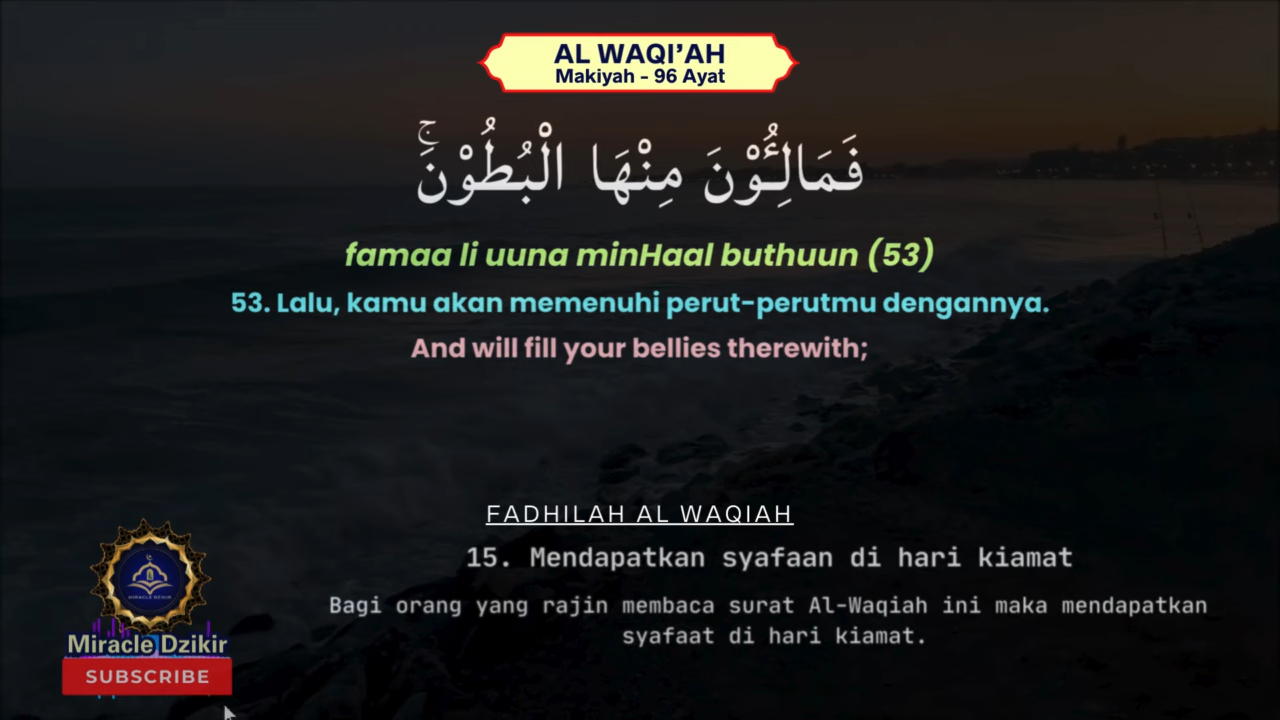 AL WAQI’AH
Makiyah - 96 Ayat
فَمَالِـُٔوْنَ مِنْهَا الْبُطُوْنَۚ
famaa li uuna minHaal buthuun (53)
53. Lalu, kamu akan memenuhi perut-perutmu dengannya.
And will fill your bellies therewith;
FADHILAH AL WAQIAH
15. Mendapatkan syafaan di hari kiamat
Bagi orang yang rajin membaca surat Al-Waqiah ini maka mendapatkan
syafaat di hari kiamat.
MIRACLE DZIKIR
Miracle Dzikir
SUBSCRIBE